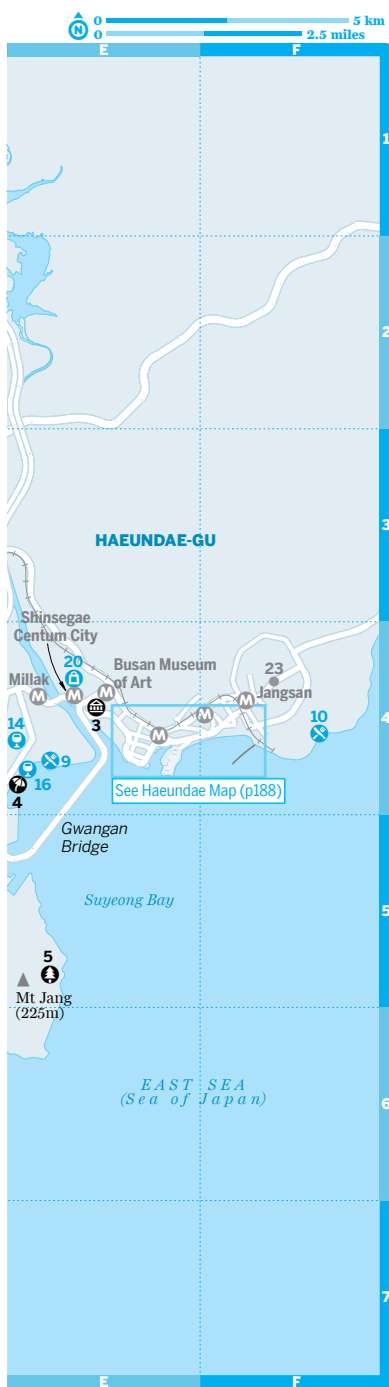 N
0 5 km
0 2.5 miles
E F
1
2
3
HAEUNDAE-GU
Shinsegae
Centum City
20
Busan Museum
of Art
23
Millak
M
M
M
Jangsan
M
M
M
3
10
4
14
9
16
4
See Haeundae Map (p188)
Gwangan
Bridge
Suyeong Bay
5
5
Mt Jang
(225m)
EAST SEA
(Sea of Japan)
6
7
E F